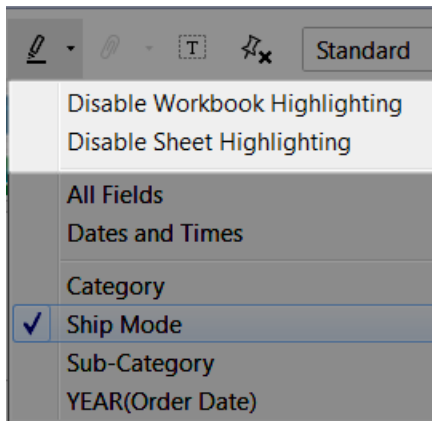 T
Standard
Disable Workbook Highlighting
Disable Sheet Highlighting
All Fields
Dates and Times
Category
Ship Mode
Sub-Category
YEAR(Order Date)